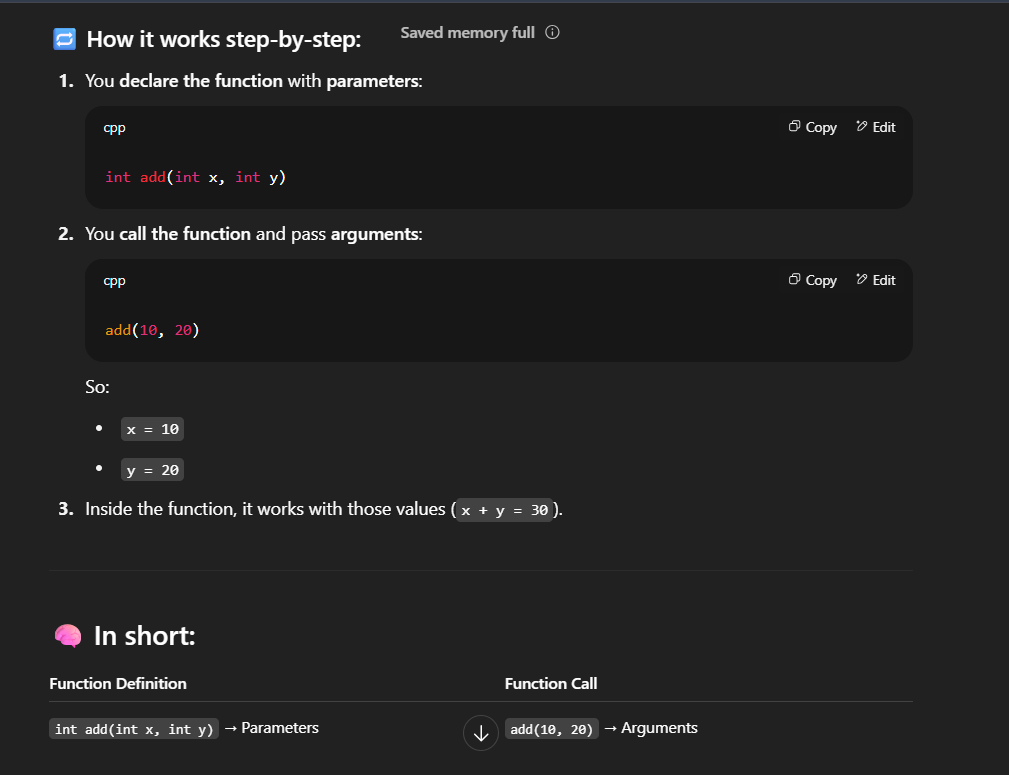 🔁 How it works step-by-step:
Saved memory full
1. You declare the function with parameters:
cpp
Copy
Edit
int add(int x, int y)
2. You call the function and pass arguments:
cpp
Copy
Edit
add(10, 20)
So:
• x = 10
• y = 20
3. Inside the function, it works with those values (x + y = 30).
🧠 In short:
Function Definition
Function Call
int add(int x, int y) → Parameters
add(10, 20) → Arguments